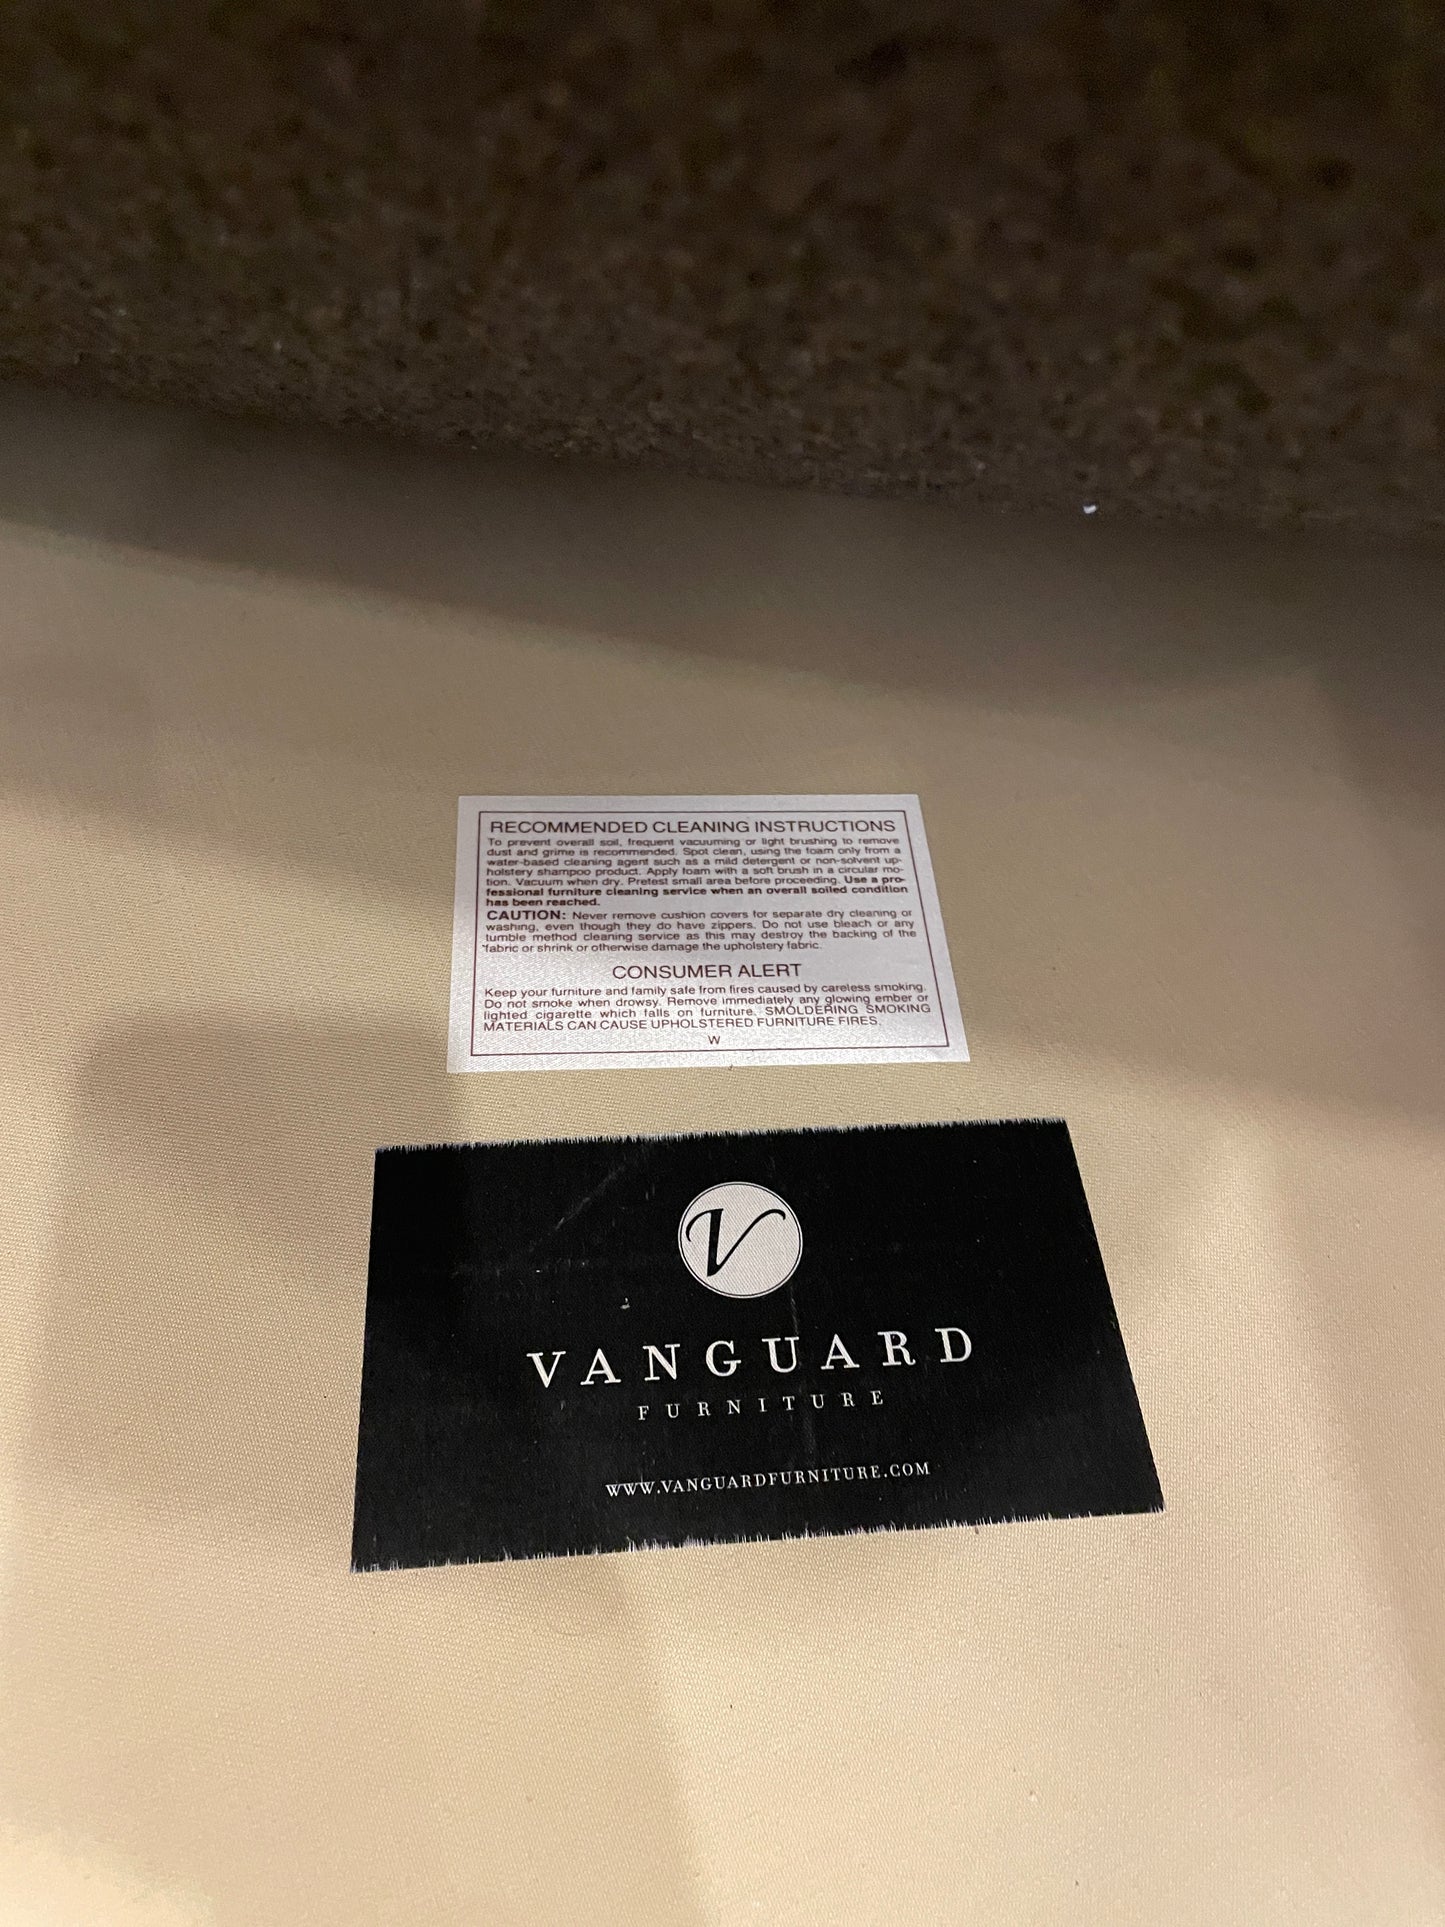 RECOMMENDED CLEANING INSTRUCTIONS
To prevent overall soil, frequent vacuuming or light brushing to remove
dust and grime is recommended. Spot clean, using the foam only from a
water-based cleaning agent such as a mild detergent or non-solvent up-
holstery shampoo product. Apply foam with a soft brush in a circular mo-
tion. Vacuum when dry. Pretest small area before proceeding. Use a pro-
fessional furniture cleaning service when an overall soiled condition
has been reached.
CAUTION: Never remove cushion covers for separate dry cleaning or
washing, even though they do have zippers. Do not use bleach or any
tumble method cleaning service as this may destroy the backing of the
fabric or shrink or otherwise damage the upholstery fabric.
CONSUMER ALERT
Keep your furniture and family safe from fires caused by careless smoking.
Do not smoke when drowsy. Remove immediately any glowing ember or
lighted cigarette which falls on furniture. SMOLDERING SMOKING
MATERIALS CAN CAUSE UPHOLSTERED FURNITURE FIRES.
W
V
VANGUARD
FURNITURE
WWW.VANGUARDFURNITURE.COM